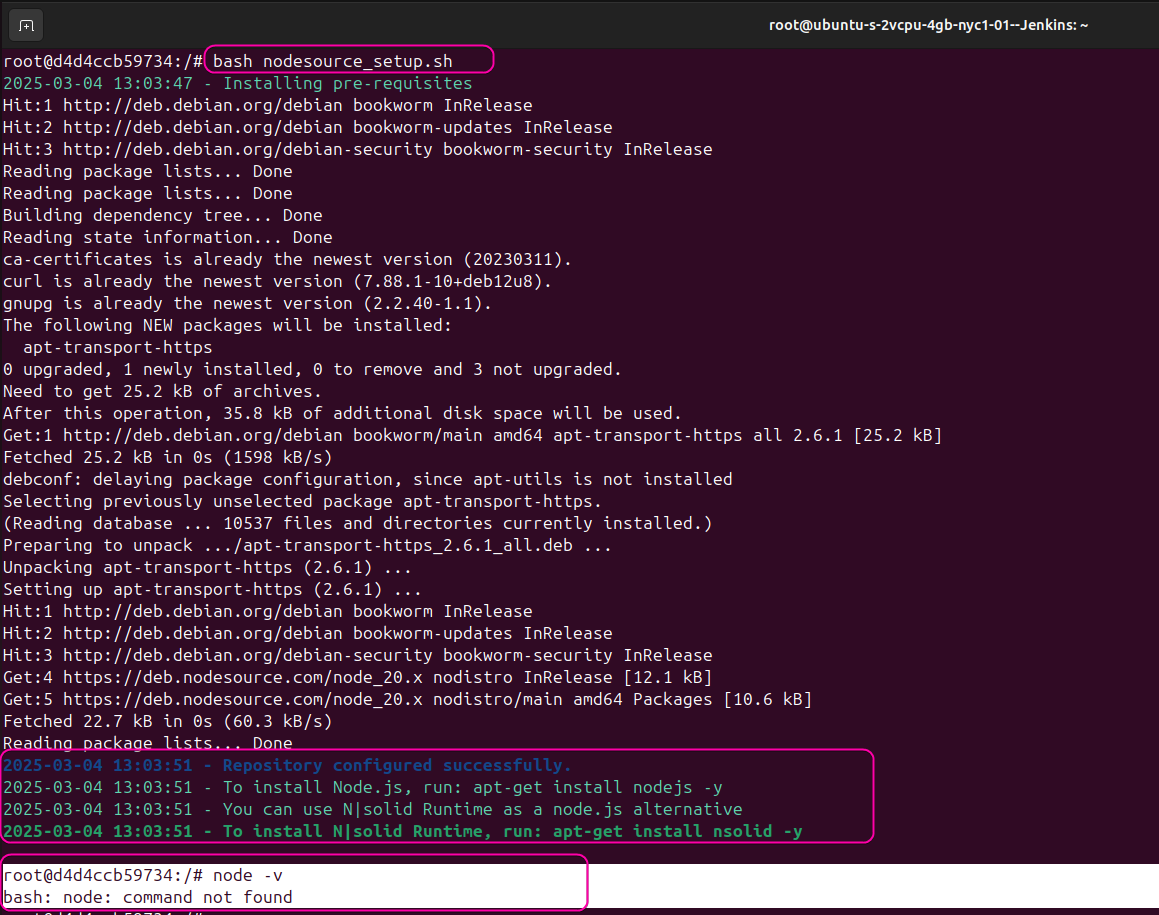 root@ubuntu-s-2vcpu-4gb-nyc1-01--Jenkins: ~
root@d4d4ccb59734:/# bash nodesource_setup.sh
2025-03-04 13:03:47 - Installing pre-requisites
Hit:1 http://deb.debian.org/debian bookworm InRelease
Hit:2 http://deb.debian.org/debian bookworm-updates InRelease
Hit:3 http://deb.debian.org/debian-security bookworm-security InRelease
Reading package lists... Done
Reading package lists... Done
Building dependency tree... Done
Reading state information... Done
ca-certificates is already the newest version (20230311).
curl is already the newest version (7.88.1-10+deb12u8).
gnupg is already the newest version (2.2.40-1.1).
The following NEW packages will be installed:
  apt-transport-https
0 upgraded, 1 newly installed, 0 to remove and 3 not upgraded.
Need to get 25.2 kB of archives.
After this operation, 35.8 kB of additional disk space will be used.
Get:1 http://deb.debian.org/debian bookworm/main amd64 apt-transport-https all 2.6.1 [25.2 kB]
Fetched 25.2 kB in 0s (1598 kB/s)
debconf: delaying package configuration, since apt-utils is not installed
Selecting previously unselected package apt-transport-https.
(Reading database ... 10537 files and directories currently installed.)
Preparing to unpack .../apt-transport-https_2.6.1_all.deb ...
Unpacking apt-transport-https (2.6.1) ...
Setting up apt-transport-https (2.6.1) ...
Hit:1 http://deb.debian.org/debian bookworm InRelease
Hit:2 http://deb.debian.org/debian bookworm-updates InRelease
Hit:3 http://deb.debian.org/debian-security bookworm-security InRelease
Get:4 https://deb.nodesource.com/node_20.x nodistro InRelease [12.1 kB]
Get:5 https://deb.nodesource.com/node_20.x nodistro/main amd64 Packages [10.6 kB]
Fetched 22.7 kB in 0s (60.3 kB/s)
Reading package lists... Done
2025-03-04 13:03:51 - Repository configured successfully.
2025-03-04 13:03:51 - To install Node.js, run: apt-get install nodejs -y
2025-03-04 13:03:51 - You can use N|solid Runtime as a node.js alternative
2025-03-04 13:03:51 - To install N|solid Runtime, run: apt-get install nsolid -y
root@d4d4ccb59734:/# node -v
bash: node: command not found